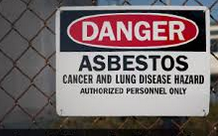 DANGER
ASBESTOS
CANCER AND LUNG DISEASE HAZARD
AUTHORIZED PERSONNEL ONLY